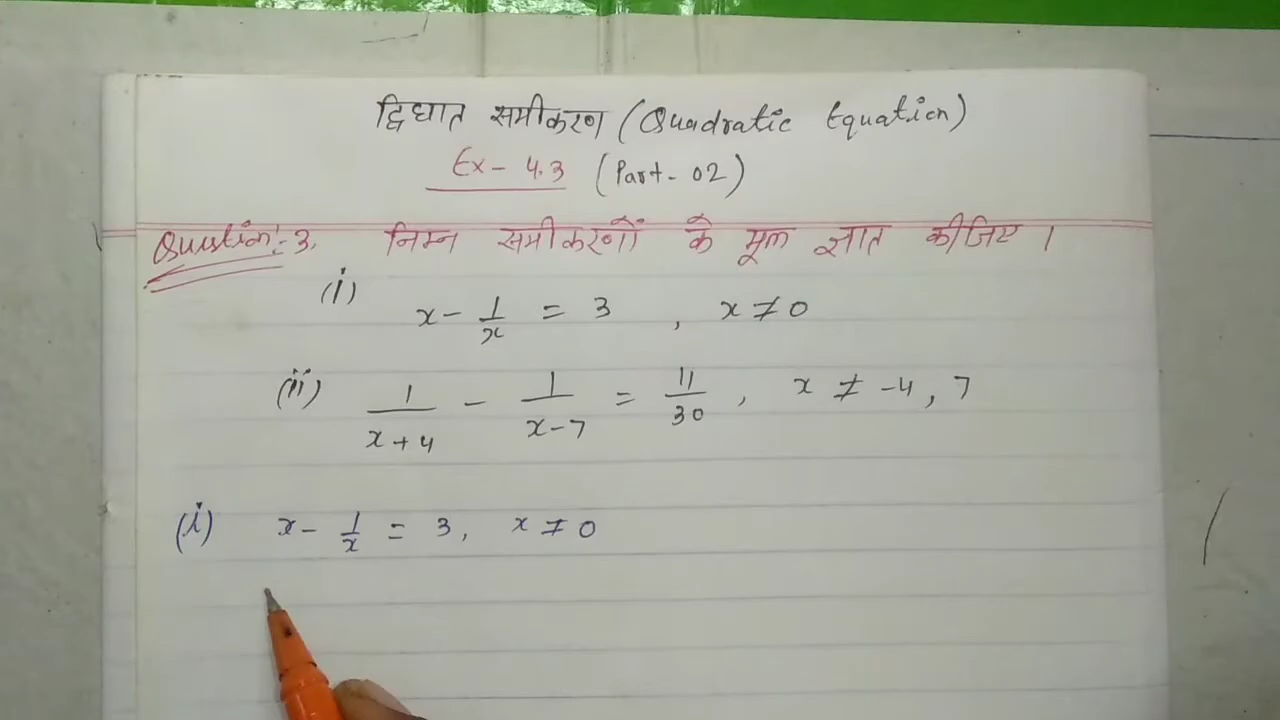 द्विघात समीकरण (Quadratic Equation)
Ex- 4.3 (Part-02)
Question:-3. निम्न समीकरणों के मूल ज्ञात कीजिए ।
(i) x - 1/x = 3 , x ≠ 0
(ii) 1/(x+4) - 1/(x-7) = 11/30 , x ≠ -4, 7
(i) x - 1/x = 3, x ≠ 0